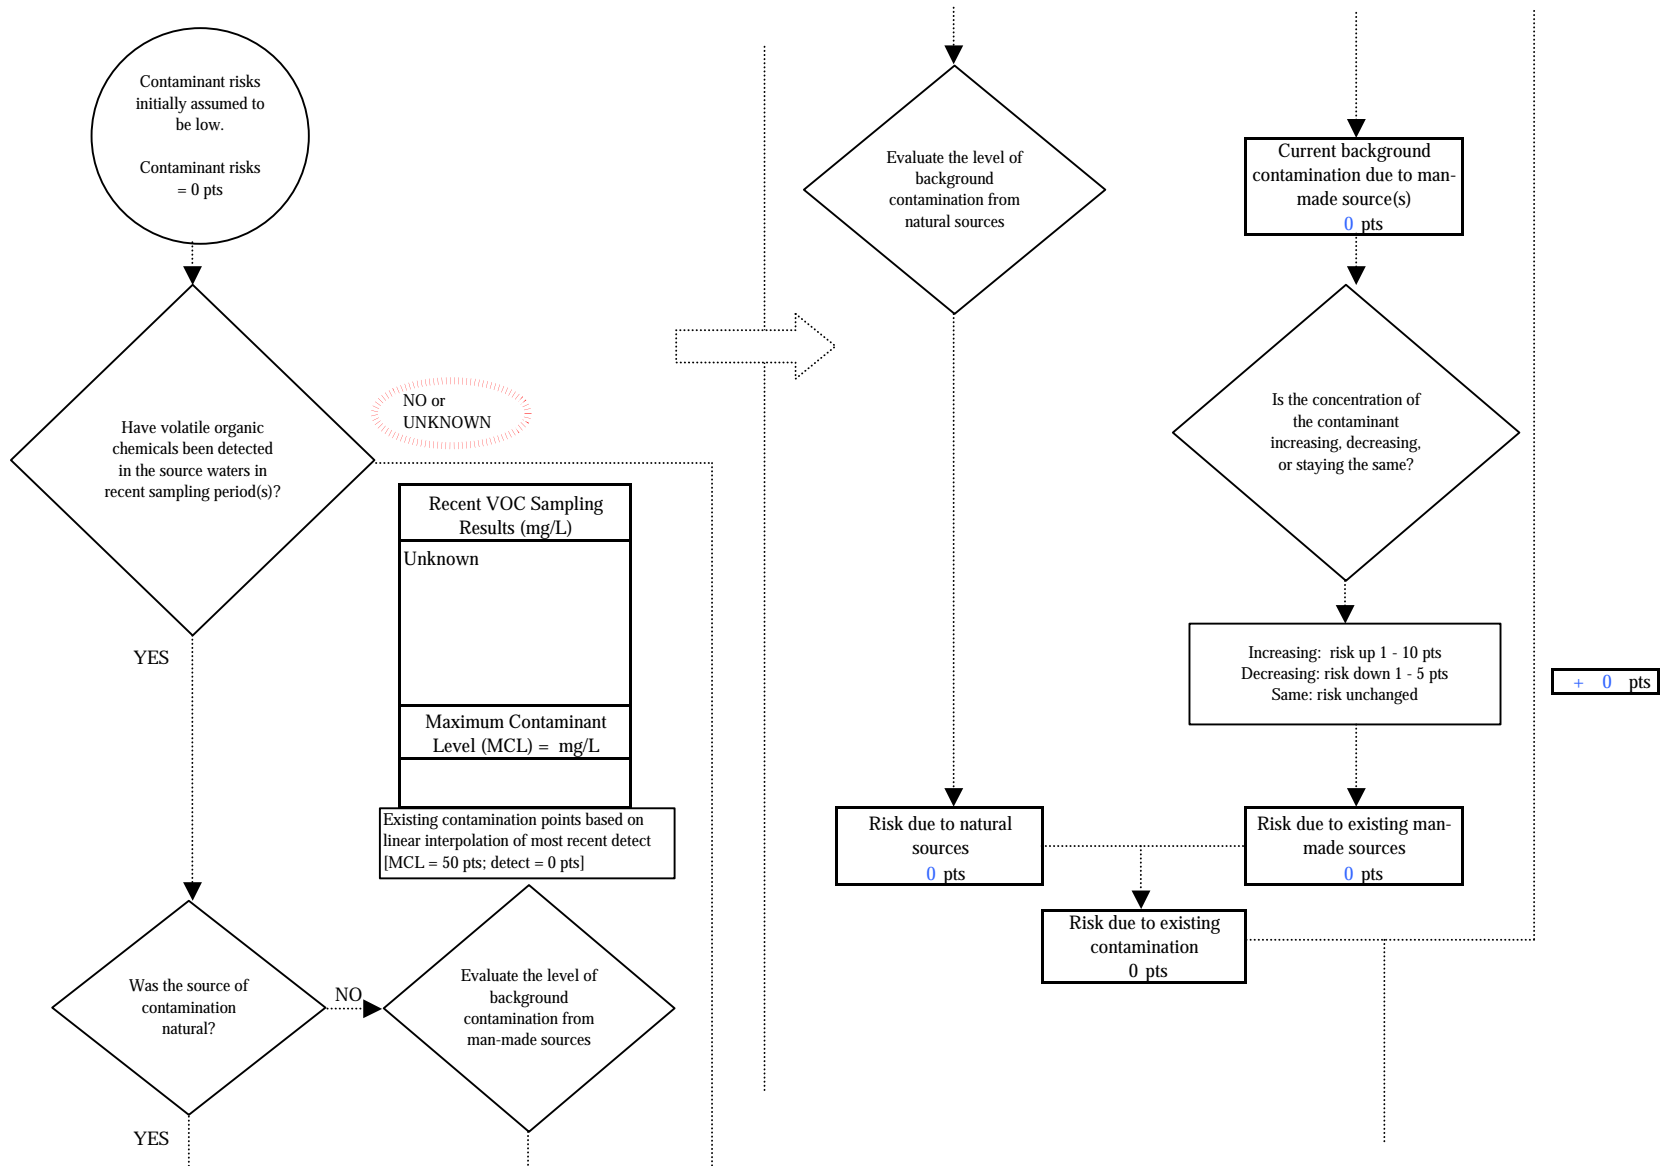 Contaminant risks
initially assumed to
be low.
Contaminant risks
= 0 pts
Have volatile organic
chemicals been detected
in the source waters in
recent sampling period(s)?
NO or
UNKNOWN
YES
Recent VOC Sampling
Results (mg/L)
Unknown
Maximum Contaminant
Level (MCL) = mg/L
Existing contamination points based on
linear interpolation of most recent detect
[MCL = 50 pts; detect = 0 pts]
Was the source of
contamination
natural?
NO
YES
Evaluate the level of
background
contamination from
man-made sources
Evaluate the level of
background
contamination from
natural sources
Current background
contamination due to man-
made source(s)
0 pts
Is the concentration of
the contaminant
increasing, decreasing,
or staying the same?
Increasing: risk up 1 - 10 pts
Decreasing: risk down 1 - 5 pts
Same: risk unchanged
+ 0 pts
Risk due to natural
sources
0 pts
Risk due to existing man-
made sources
0 pts
Risk due to existing
contamination
0 pts